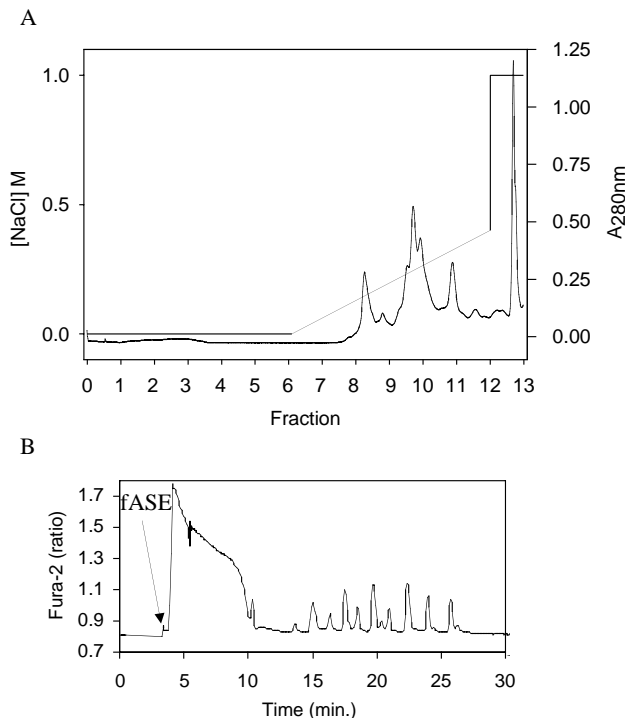 A
[NaCl] M
1.0
0.5
0.0
1.25
1.00
0.75
0.50
0.25
0.00
A280nm
0 1 2 3 4 5 6 7 8 9 10 11 12 13
Fraction
B
Fura-2 (ratio)
1.7
1.5
1.3
1.1
0.9
0.7
fASE
0 5 10 15 20 25 30
Time (min.)